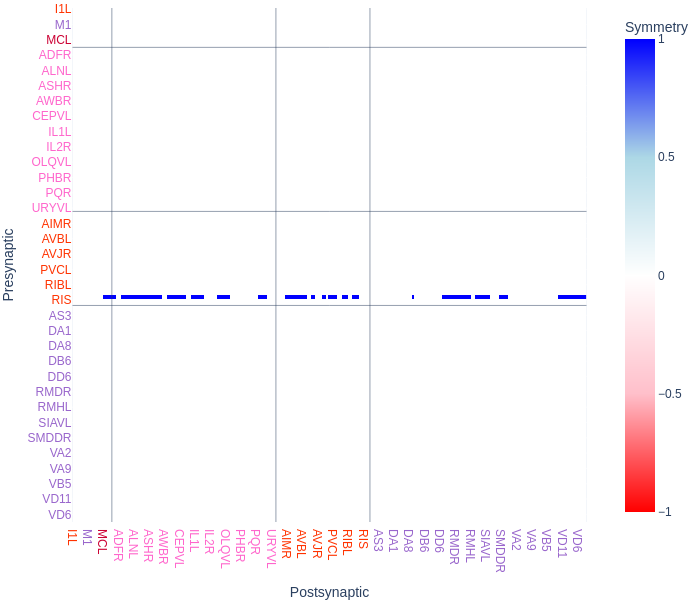 Symmetry
1
0.5
0
−0.5
−1
Presynaptic
I1L
M1
MCL
ADFR
ALNL
ASHR
AWBR
CEPVL
IL1L
IL2R
OLQVL
PHBR
PQR
URYVL
AIMR
AVBL
AVJR
PVCL
RIBL
RIS
AS3
DA1
DA8
DB6
DD6
RMDR
RMHL
SIAVL
SMDDR
VA2
VA9
VB5
VD11
VD6
I1L
M1
MCL
ADFR
ALNL
ASHR
AWBR
CEPVL
IL1L
IL2R
OLQVL
PHBR
PQR
URYVL
AIMR
AVBL
AVJR
PVCL
RIBL
RIS
AS3
DA1
DA8
DB6
DD6
RMDR
RMHL
SIAVL
SMDDR
VA2
VA9
VB5
VD11
VD6
Postsynaptic